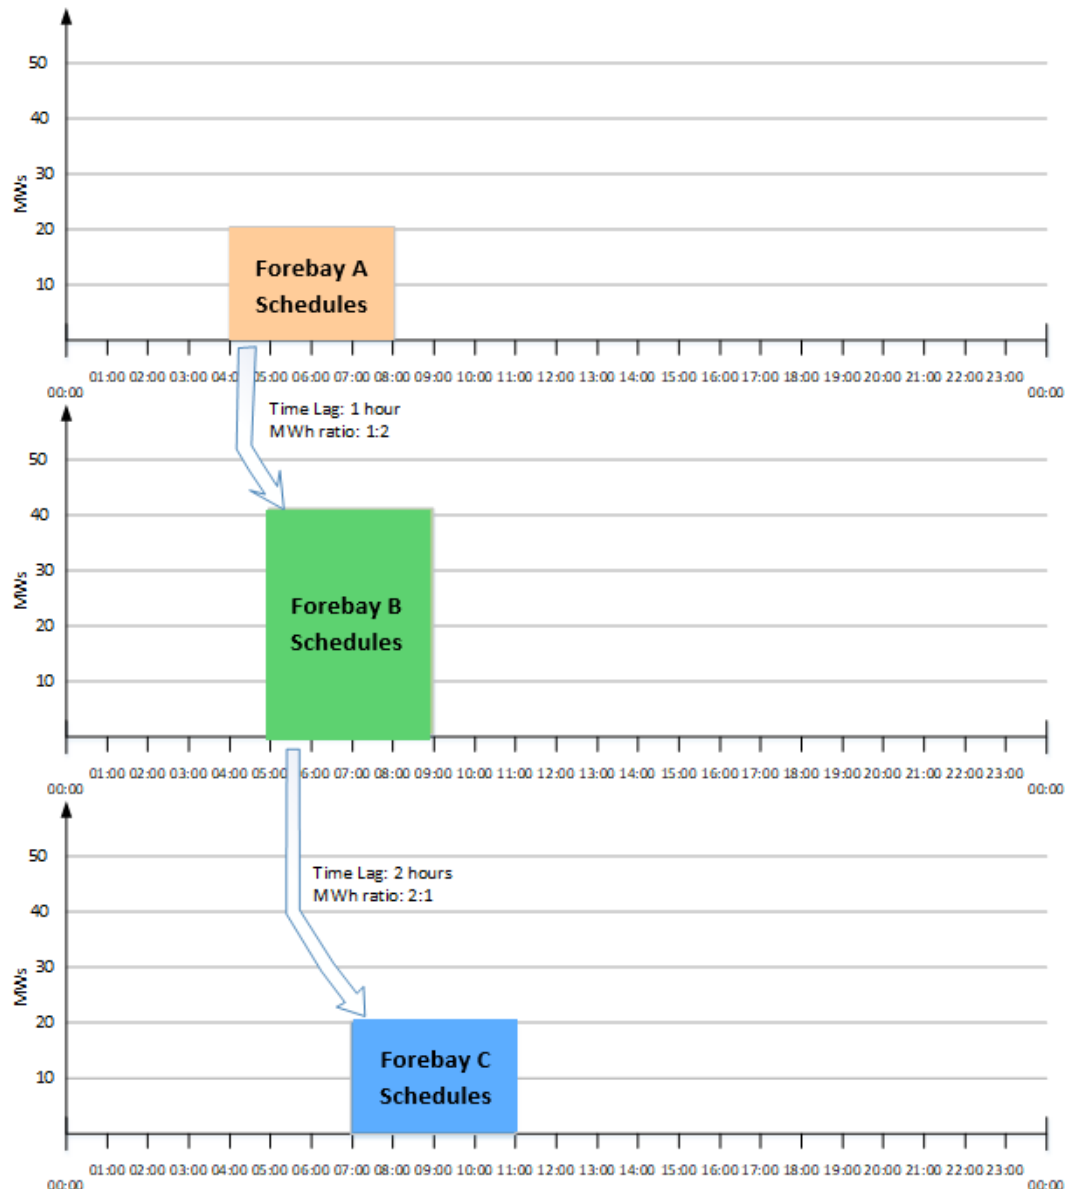 50
40
30
MWs
20
10
Forebay A
Schedules
01:00 02:00 03:00 04:00 05:00 06:00 07:00 08:00 09:00 10:00 11:00 12:00 13:00 14:00 15:00 16:00 17:00 18:00 19:00 20:00 21:00 22:00 23:00
00:00 00:00
Time Lag: 1 hour
MWh ratio: 1:2
50
40
30
MWs
20
10
Forebay B
Schedules
01:00 02:00 03:00 04:00 05:00 06:00 07:00 08:00 09:00 10:00 11:00 12:00 13:00 14:00 15:00 16:00 17:00 18:00 19:00 20:00 21:00 22:00 23:00
00:00 00:00
50
Time Lag: 2 hours
MWh ratio: 2:1
40
30
MWs
20
10
Forebay C
Schedules
01:00 02:00 03:00 04:00 05:00 06:00 07:00 08:00 09:00 10:00 11:00 12:00 13:00 14:00 15:00 16:00 17:00 18:00 19:00 20:00 21:00 22:00 23:00
00:00 00:00